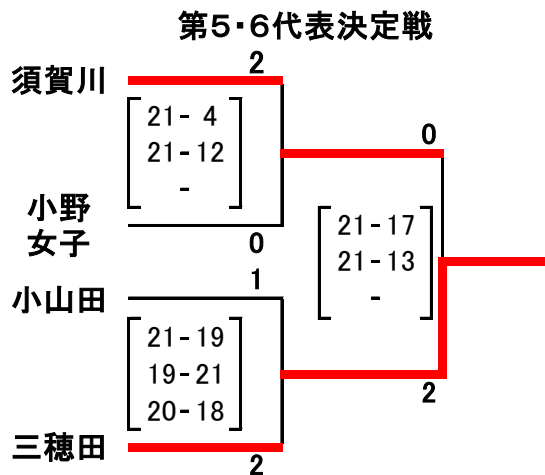 第5・6代表決定戦
2
須賀川
21- 4
21-12
-
0
小野
女子
0
21-17
21-13
-
1
小山田
21-19
19-21
20-18
2
三穂田
2